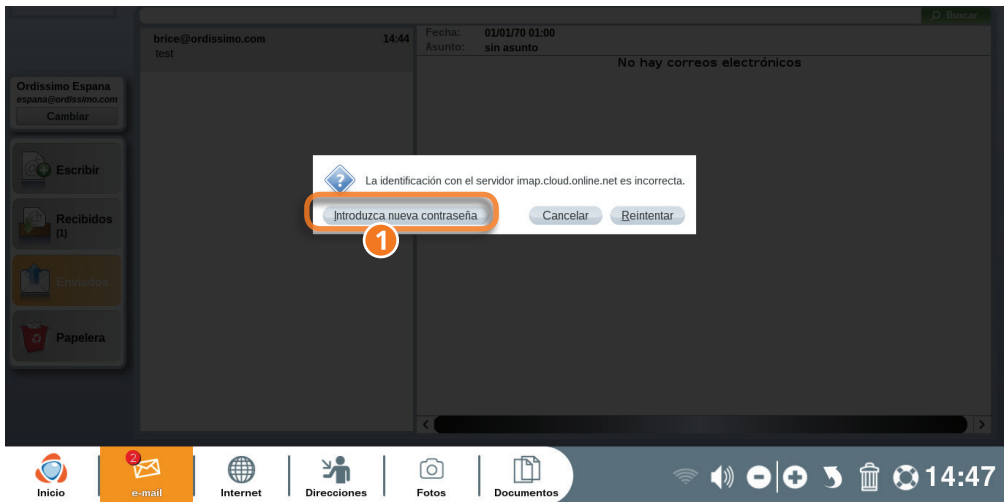 Buscar
brice@ordissimo.com 14:44
test
Fecha: 01/01/70 01:00
Asunto: sin asunto
No hay correos electrónicos
Ordissimo Espana
espana@ordissimo.com
Cambiar
Escribir
Recibidos
(1)
Enviados
Papelera
La identificación con el servidor imap.cloud.online.net es incorrecta.
Introduzca nueva contraseña
Cancelar
Reintentar
1
2
Inicio
e-mail
Internet
Direcciones
Fotos
Documentos
14:47